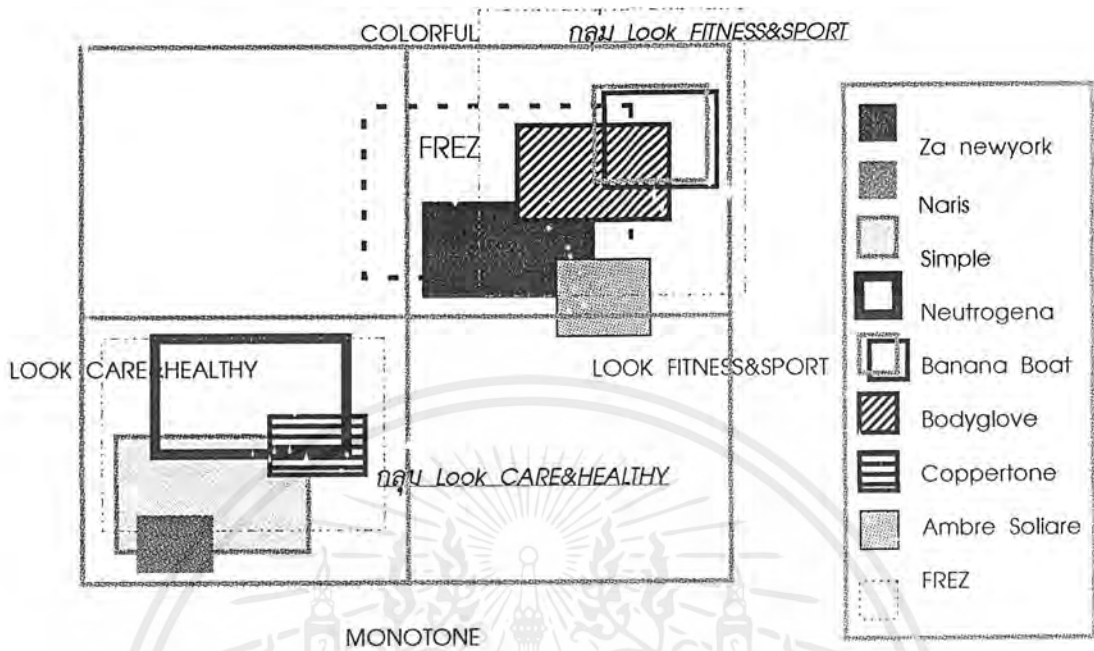 COLORFUL
กลุ่ม Look FITNESS&SPORT
FREZ
LOOK CARE&HEALTHY
LOOK FITNESS&SPORT
กลุ่ม Look CARE&HEALTHY
MONOTONE
Za newyork
Naris
Simple
Neutrogena
Banana Boat
Bodyglove
Coppertone
Ambre Soliare
FREZ